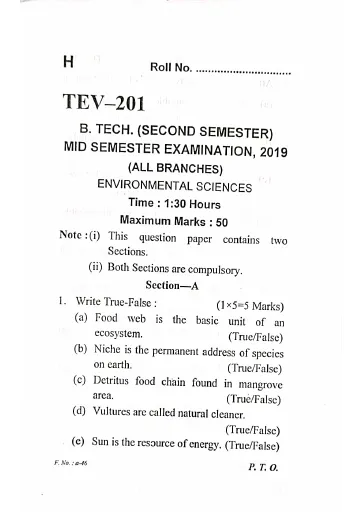 H
Roll No. ................................
TEV–201
B. TECH. (SECOND SEMESTER)
MID SEMESTER EXAMINATION, 2019
(ALL BRANCHES)
ENVIRONMENTAL SCIENCES
Time : 1:30 Hours
Maximum Marks : 50
Note : (i) This question paper contains two
Sections.
(ii) Both Sections are compulsory.
Section—A
1. Write True-False : (1×5=5 Marks)
(a) Food web is the basic unit of an
ecosystem. (True/False)
(b) Niche is the permanent address of species
on earth. (True/False)
(c) Detritus food chain found in mangrove
area. (True/False)
(d) Vultures are called natural cleaner.
(True/False)
(e) Sun is the resource of energy. (True/False)
F. No. : a-46
P. T. O.